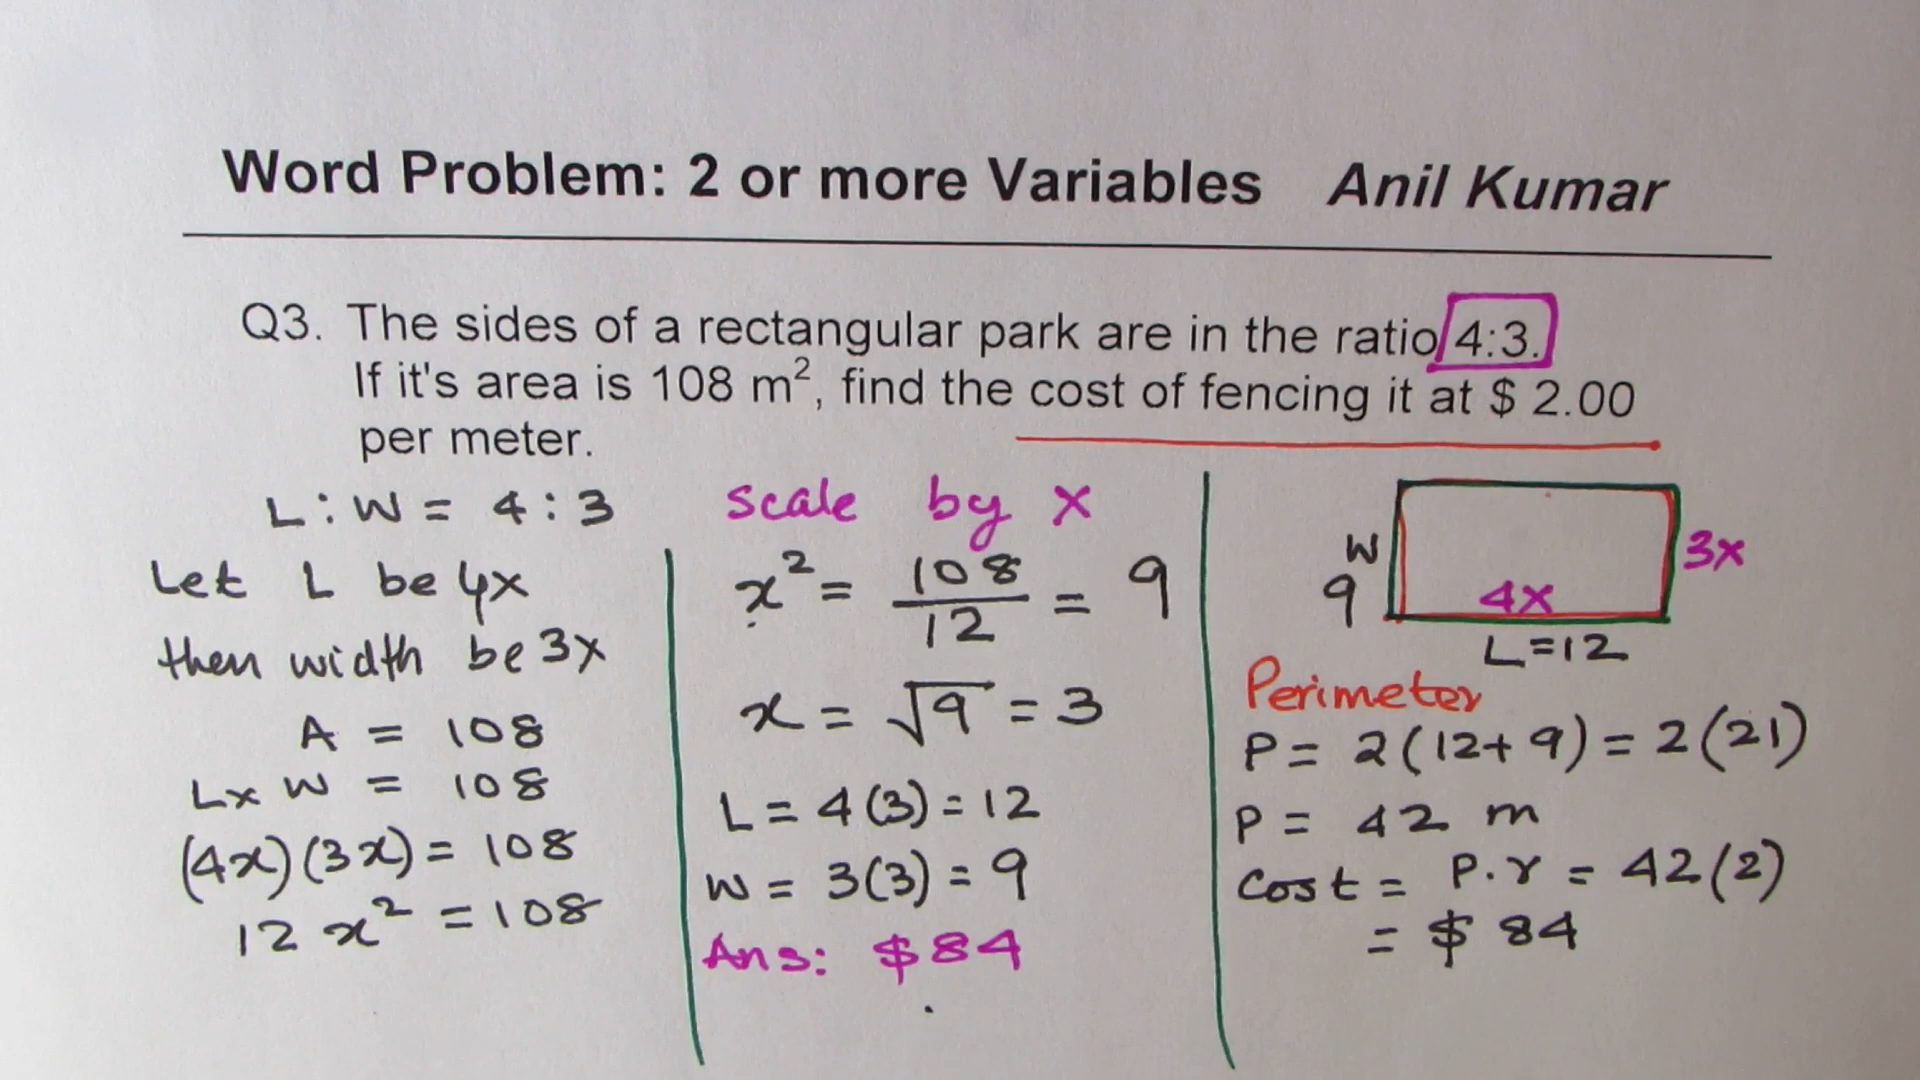 Word Problem: 2 or more Variables Anil Kumar
Q3. The sides of a rectangular park are in the ratio 4:3.
If it's area is 108 m², find the cost of fencing it at $ 2.00
per meter.
L : W = 4 : 3
Let L be 4x
then width be 3x
A = 108
L x W = 108
(4x)(3x) = 108
12 x² = 108
scale by x
x² = 108/12 = 9
x = √9 = 3
L = 4(3) = 12
W = 3(3) = 9
Ans: $84
W
9
3x
4x
L=12
Perimeter
P = 2(12+9) = 2(21)
P = 42 m
Cost = P.r = 42(2)
= $ 84